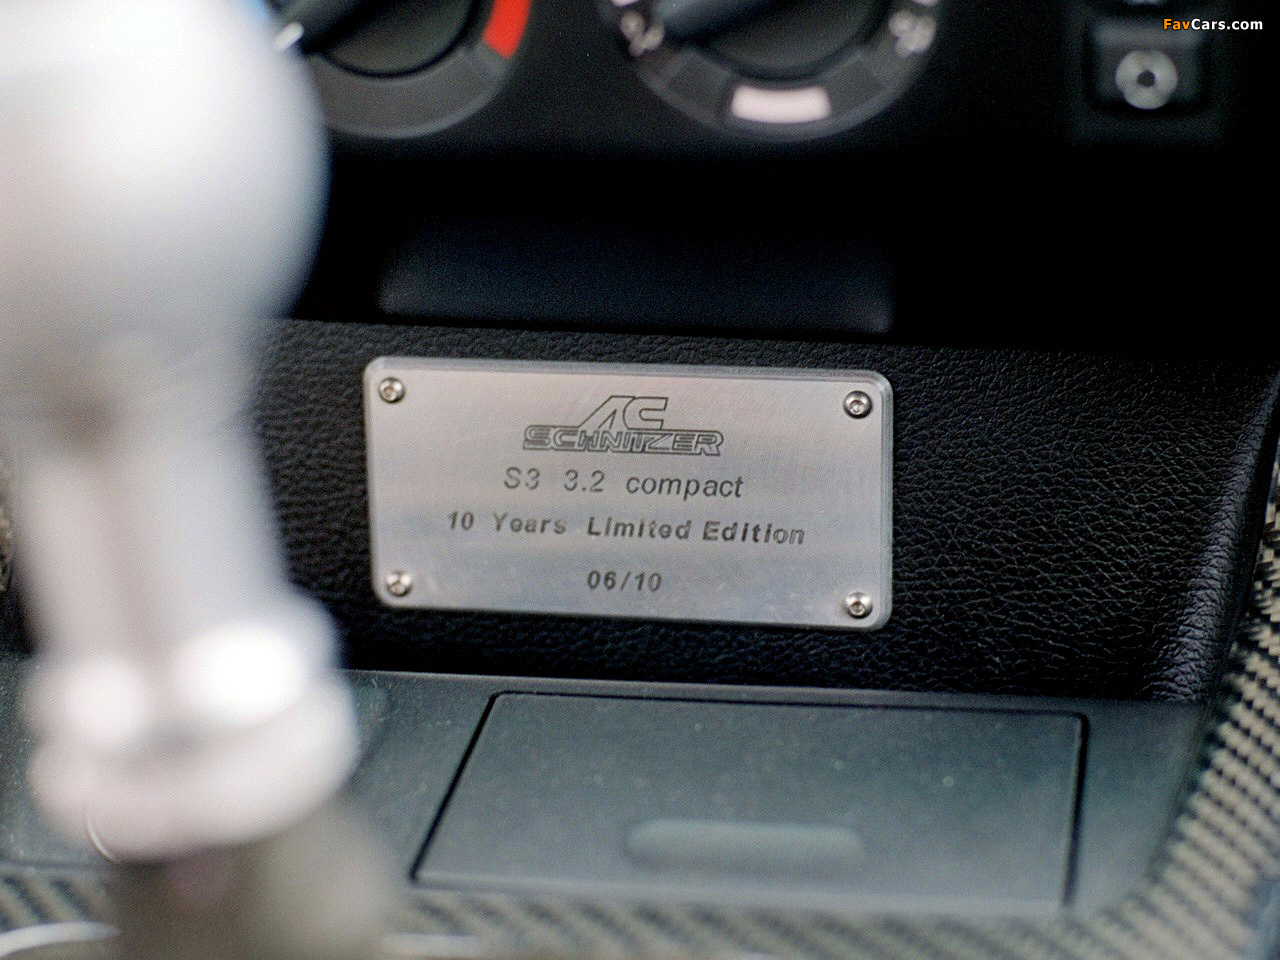 FavCars.com
AC
SCHNITZER
S3 3.2 compact
10 Years Limited Edition
06/10